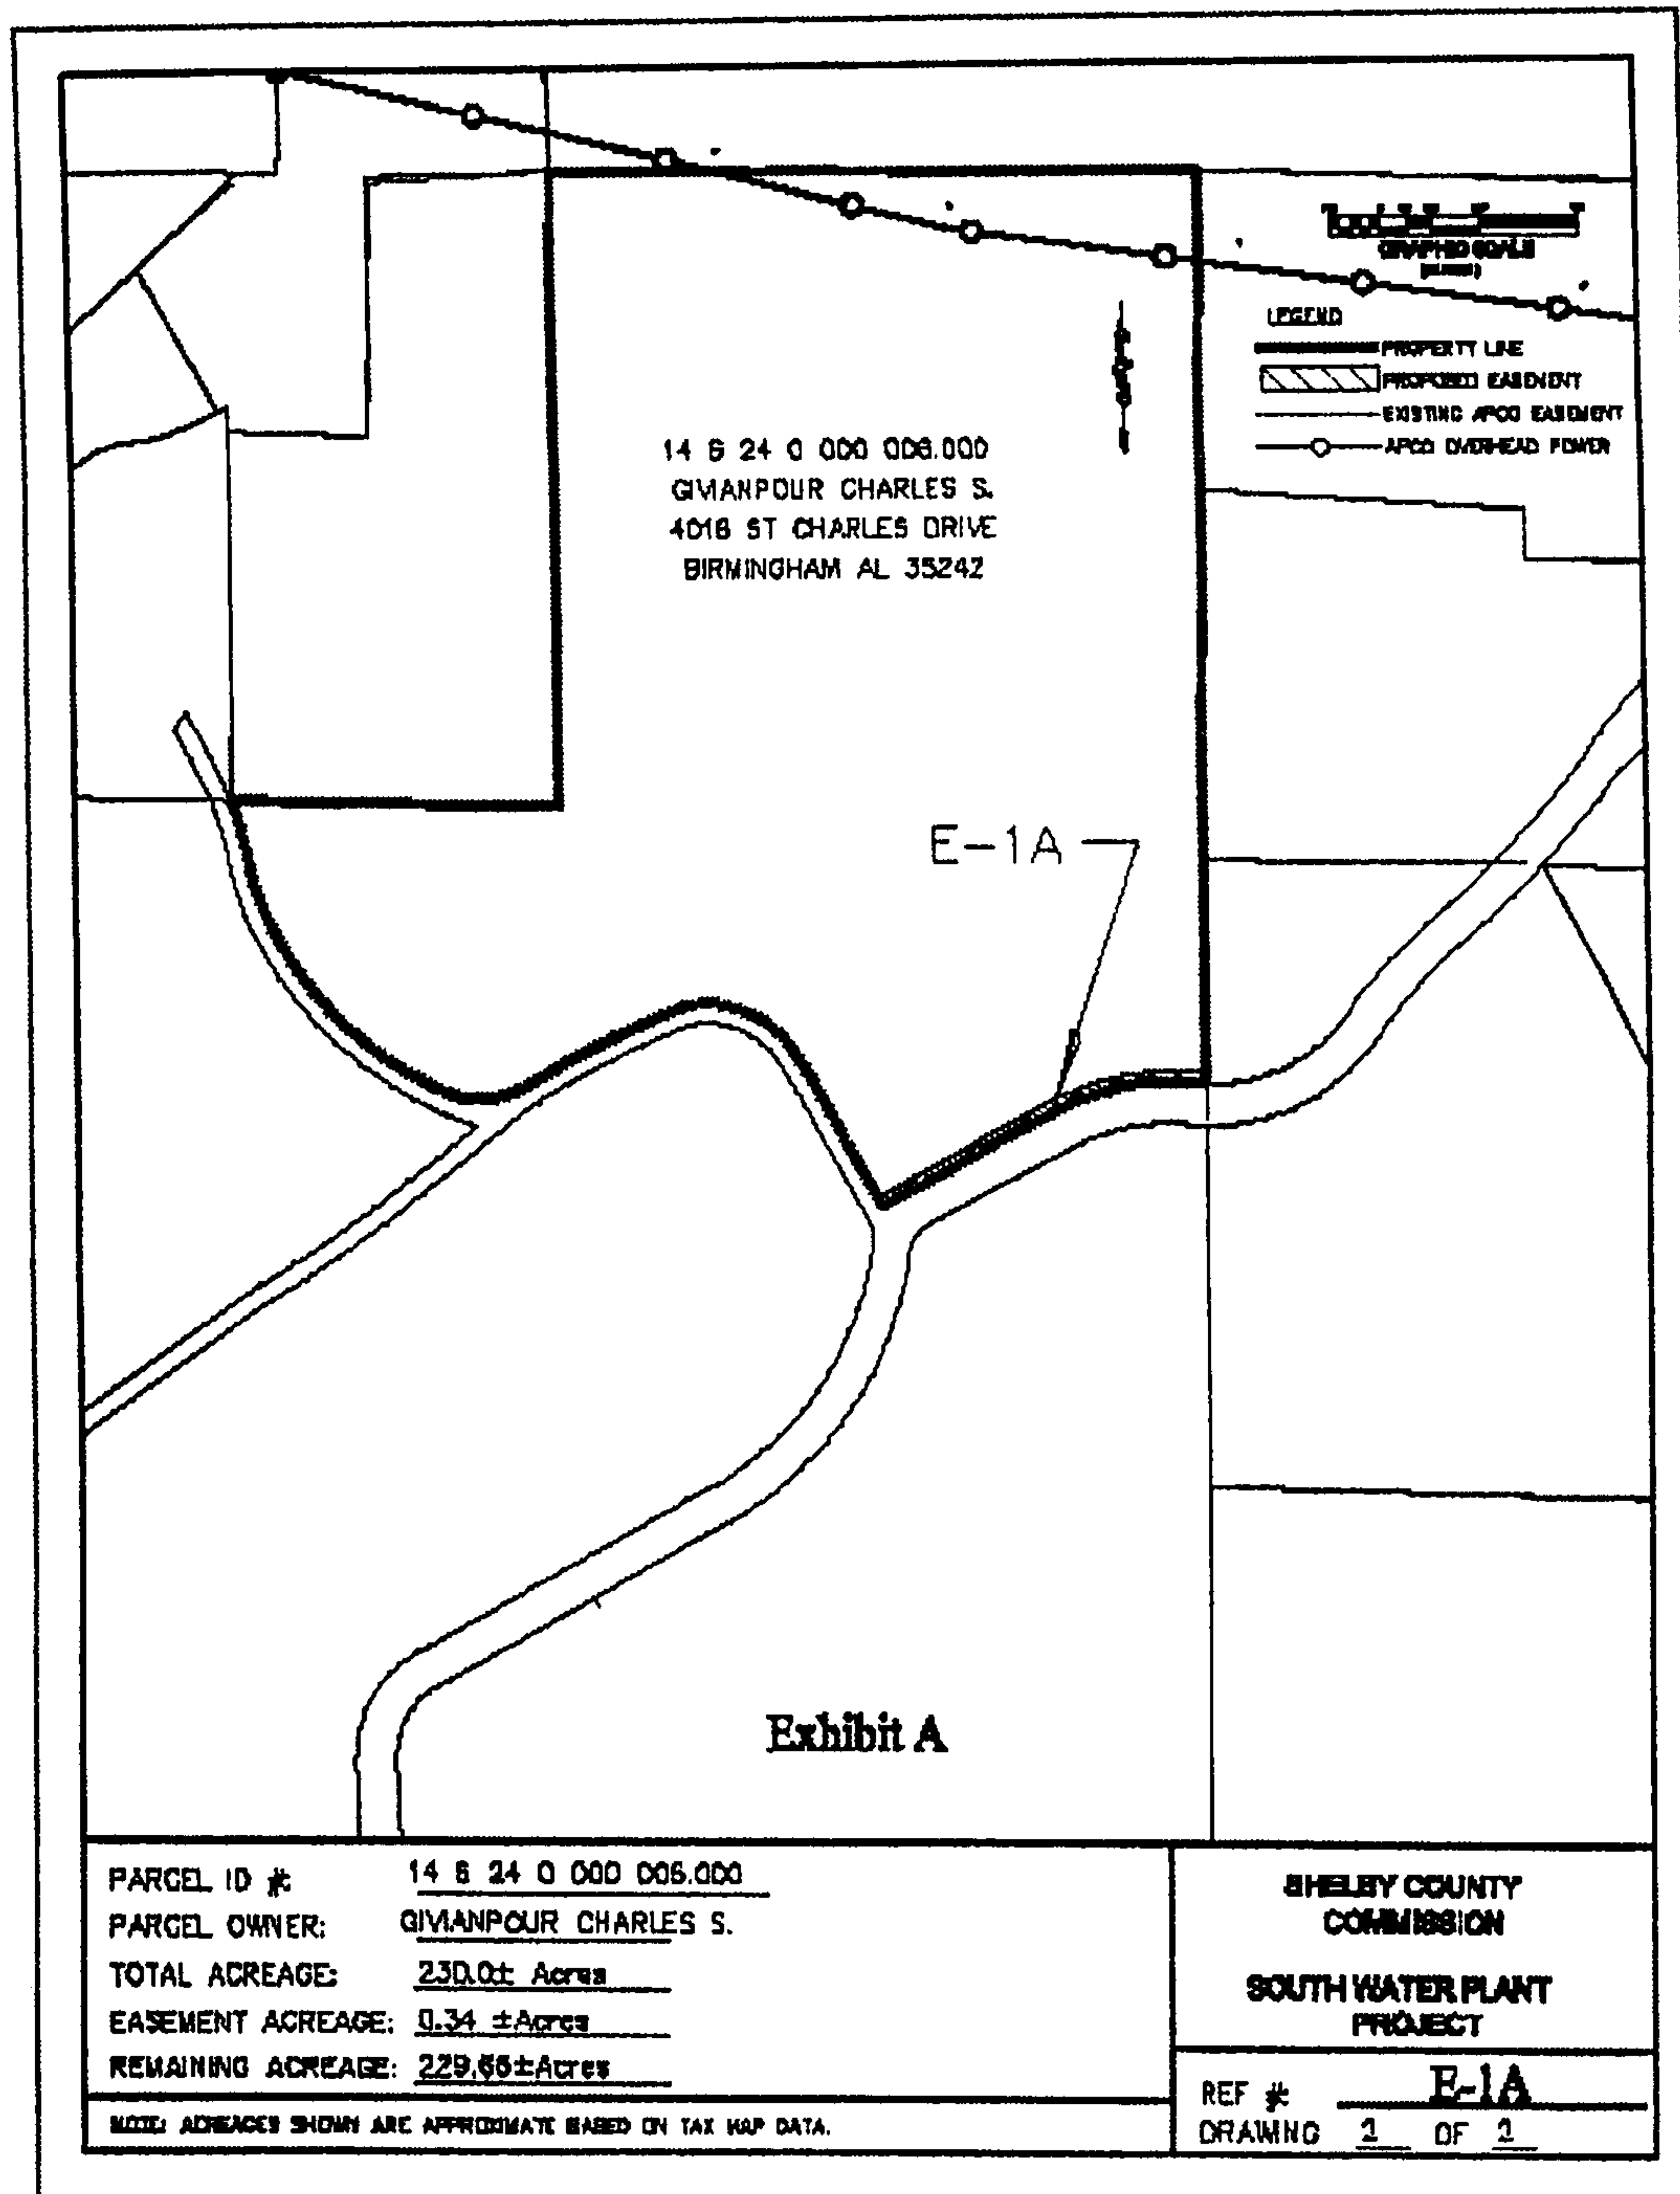 GRAPHIC SCALE
LEGEND
PROPERTY LINE
PROPOSED EASEMENT
EXISTING APCO EASEMENT
APCO OVERHEAD POWER
14 6 24 0 000 006.000
GIVIANPOUR CHARLES S.
4018 ST CHARLES DRIVE
BIRMINGHAM AL 35242
E-1A
Exhibit A
PARCEL ID #: 14 6 24 0 000 006.000
PARCEL OWNER: GIVIANPOUR CHARLES S.
TOTAL ACREAGE: 230.0± Acres
EASEMENT ACREAGE: 0.34 ±Acres
REMAINING ACREAGE: 229.66±Acres
NOTE: ACREAGES SHOWN ARE APPROXIMATE BASED ON TAX MAP DATA.
SHELBY COUNTY
COMMISSION
SOUTH WATER PLANT
PROJECT
REF #: E-1A
DRAWING 1 OF 1